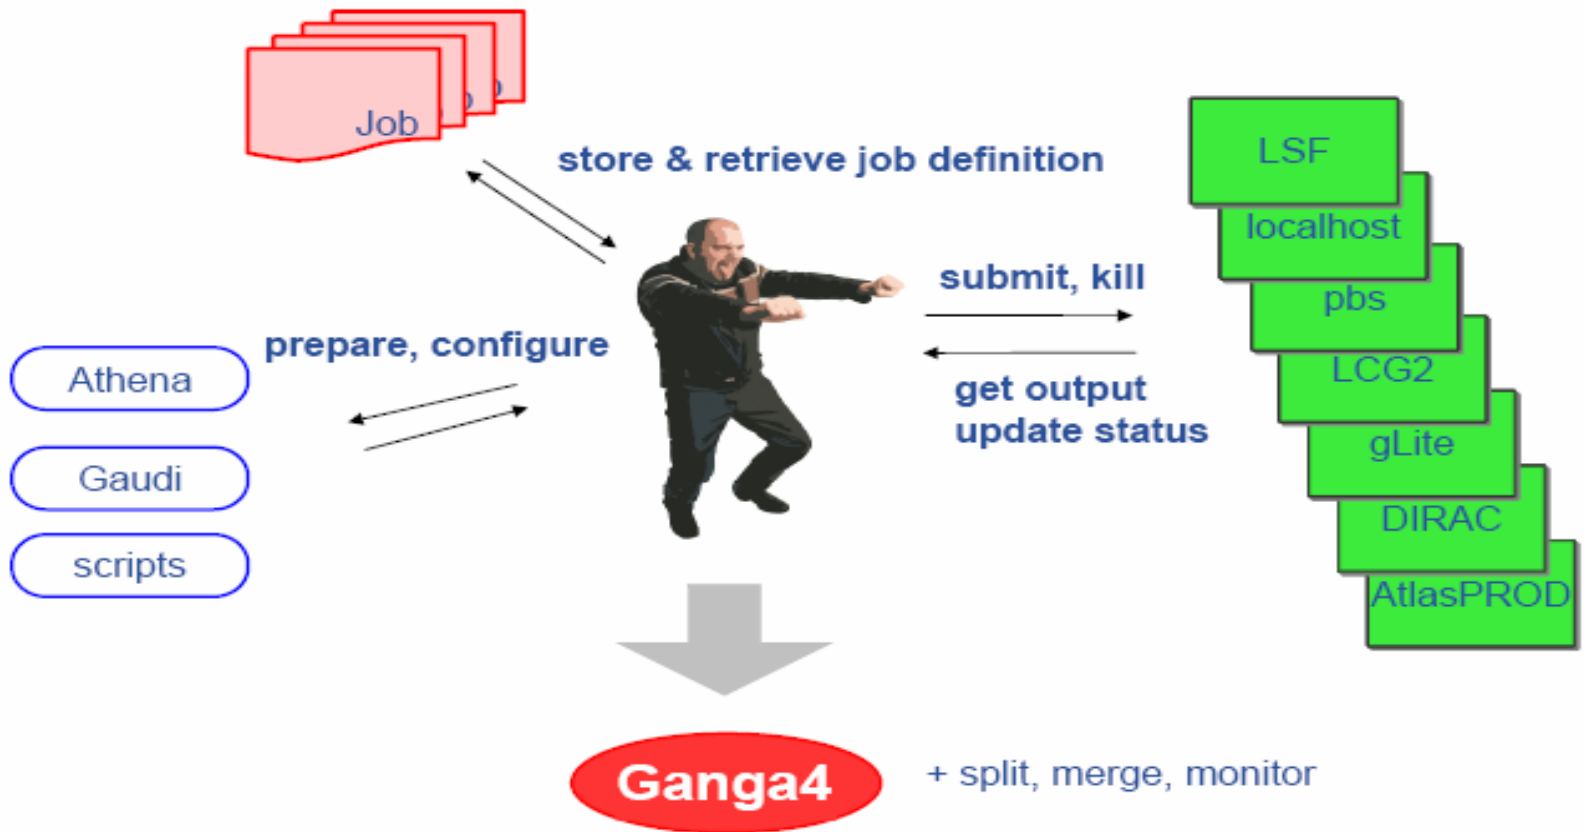 Job
store & retrieve job definition
LSF
localhost
submit, kill
pbs
prepare, configure
Athena
LCG2
get output
update status
gLite
Gaudi
DIRAC
scripts
AtlasPROD
Ganga4
+ split, merge, monitor